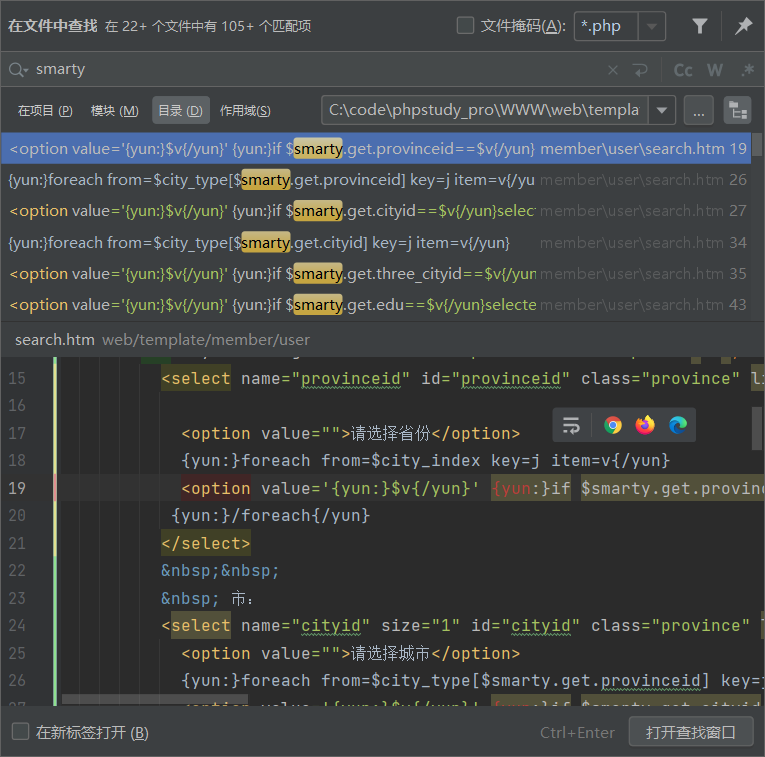 在文件中查找 在 22+ 个文件中有 105+ 个匹配项 文件掩码(A): *.php
smarty Cc W .*
在项目 (P) 模块 (M) 目录 (D) 作用域(S) C:\code\phpstudy_pro\WWW\web\templa ...
<option value='{yun:}$v{/yun}' {yun:}if $smarty.get.provinceid==$v{/yun} member\user\search.htm 19
{yun:}foreach from=$city_type[$smarty.get.provinceid] key=j item=v{/yu member\user\search.htm 26
<option value='{yun:}$v{/yun}' {yun:}if $smarty.get.cityid==$v{/yun}selec member\user\search.htm 27
{yun:}foreach from=$city_type[$smarty.get.cityid] key=j item=v{/yun} member\user\search.htm 34
<option value='{yun:}$v{/yun}' {yun:}if $smarty.get.three_cityid==$v{/yun member\user\search.htm 35
<option value='{yun:}$v{/yun}' {yun:}if $smarty.get.edu==$v{/yun}selecte member\user\search.htm 43
search.htm web/template/member/user
15 <select name="provinceid" id="provinceid" class="province" li
16
17 <option value="">请选择省份</option>
18 {yun:}foreach from=$city_index key=j item=v{/yun}
19 <option value='{yun:}$v{/yun}' {yun:}if $smarty.get.provinc
20 {yun:}/foreach{/yun}
21 </select>
22 &nbsp;&nbsp;
23 &nbsp; 市:
24 <select name="cityid" size="1" id="cityid" class="province"
25 <option value="">请选择城市</option>
26 {yun:}foreach from=$city_type[$smarty.get.provinceid] key=j
在新标签打开 (B) Ctrl+Enter 打开查找窗口